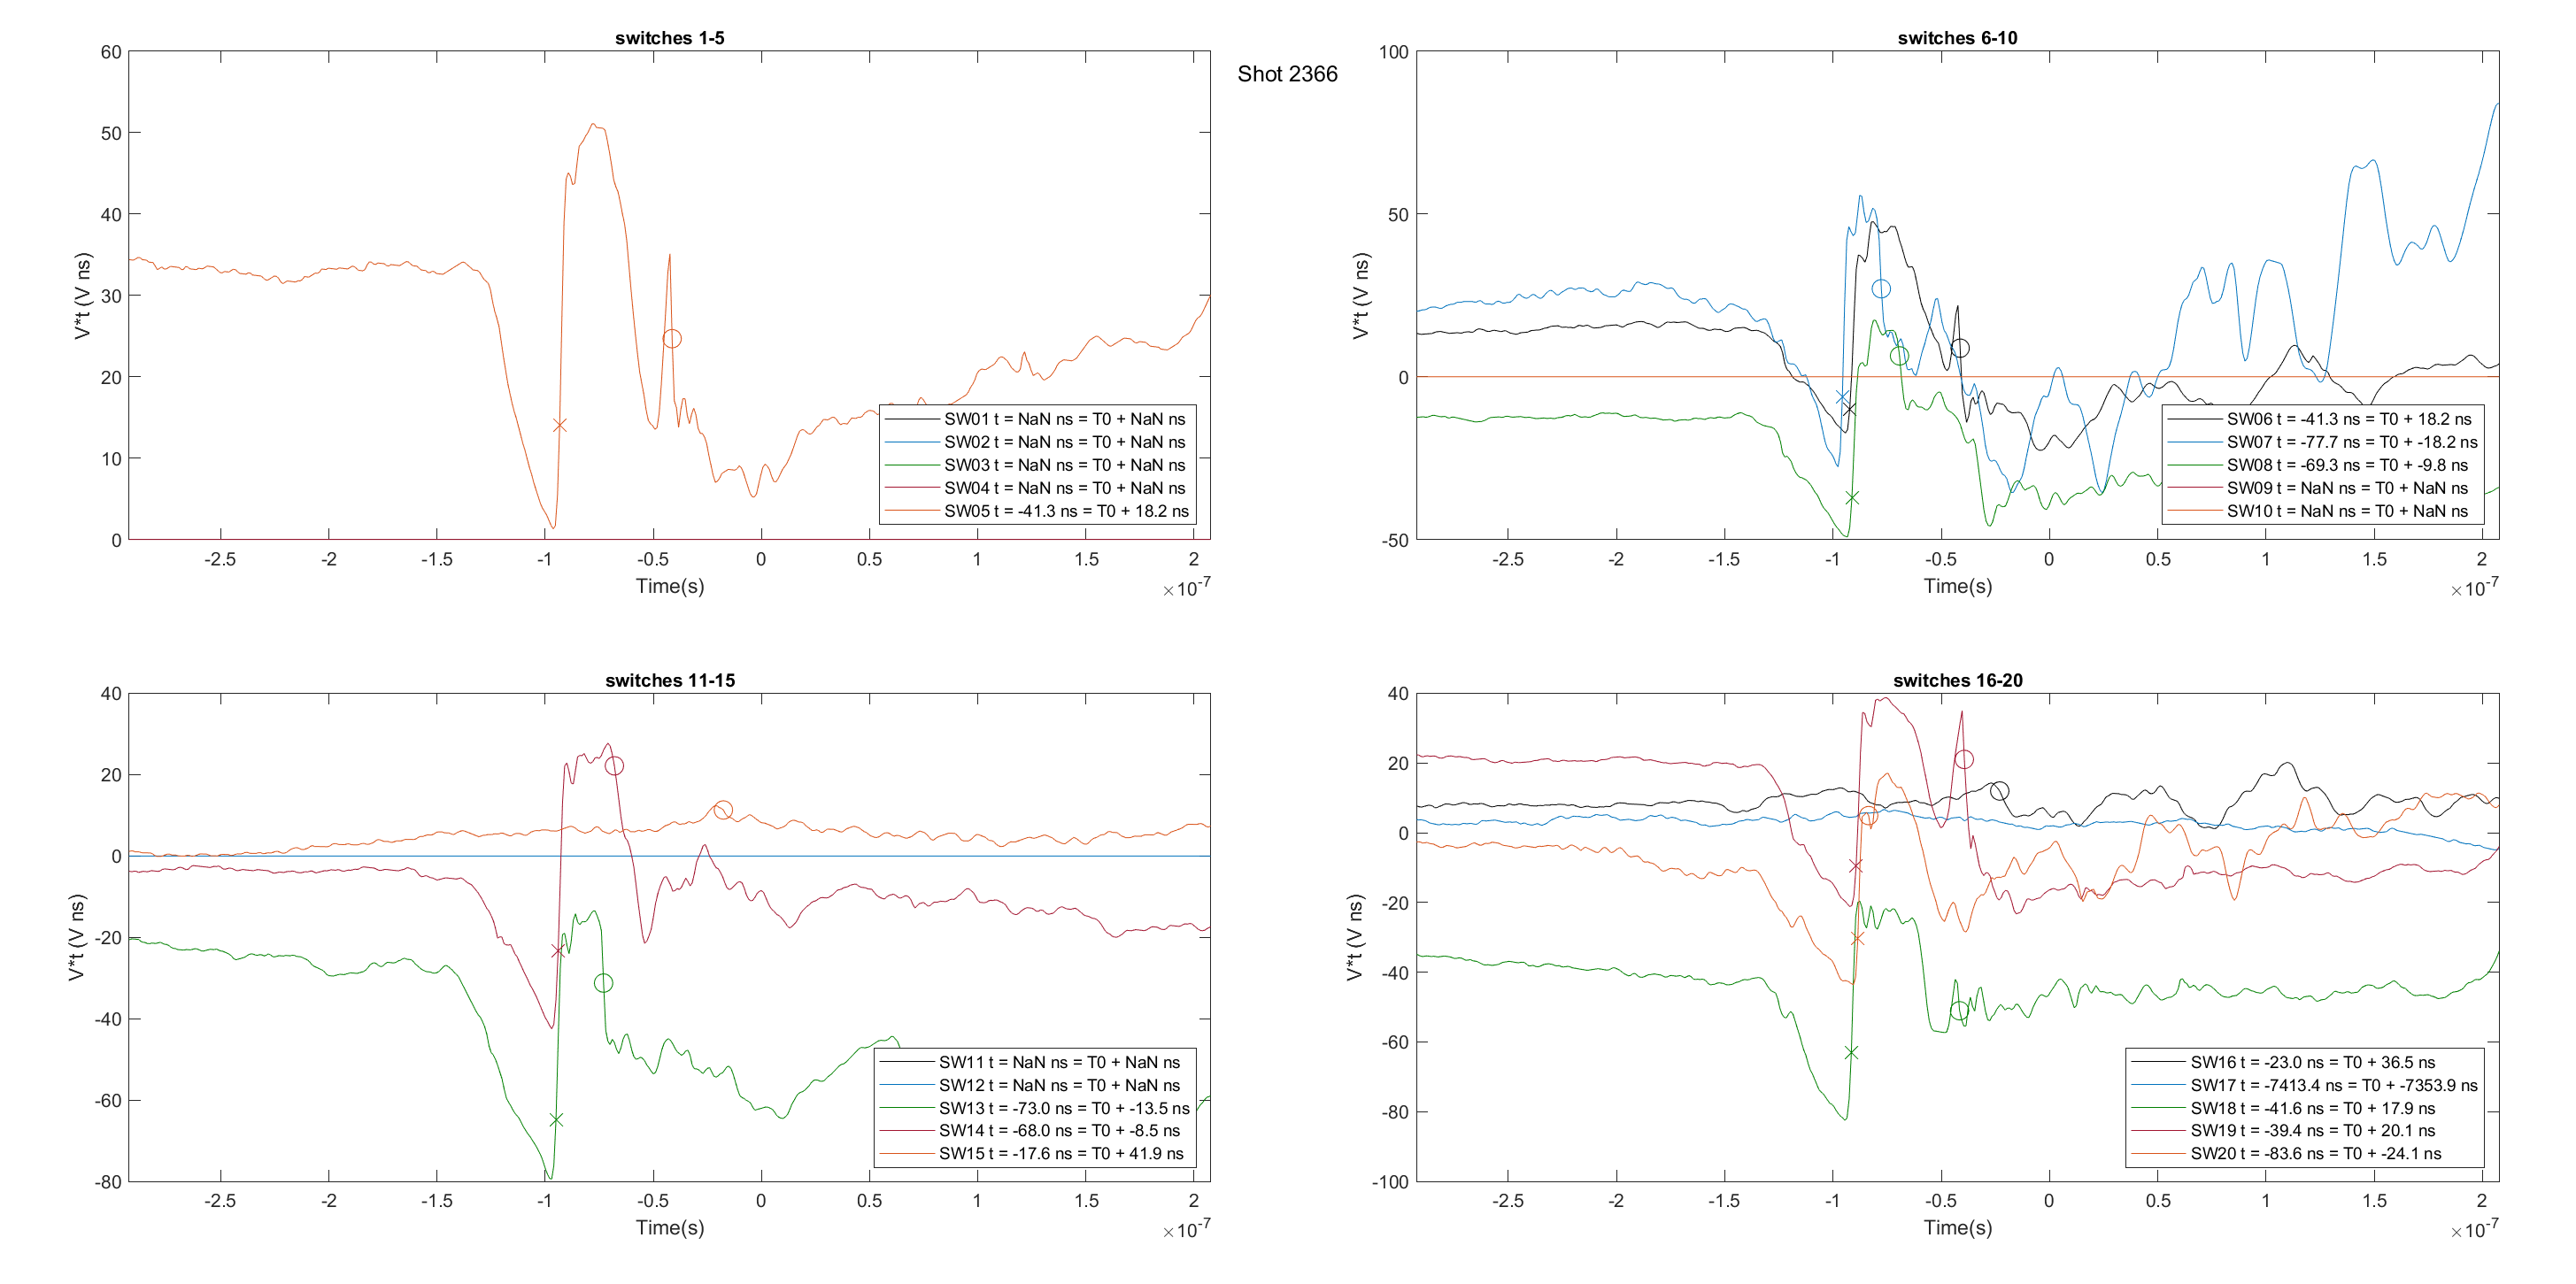 Shot 2366
switches 1-5
60
50
40
30
20
10
0
V*t (V ns)
-2.5 -2 -1.5 -1 -0.5 0 0.5 1 1.5 2
Time(s)
×10-7
SW01 t = NaN ns = T0 + NaN ns
SW02 t = NaN ns = T0 + NaN ns
SW03 t = NaN ns = T0 + NaN ns
SW04 t = NaN ns = T0 + NaN ns
SW05 t = -41.3 ns = T0 + 18.2 ns
switches 6-10
100
50
0
-50
V*t (V ns)
-2.5 -2 -1.5 -1 -0.5 0 0.5 1 1.5 2
Time(s)
×10-7
SW06 t = -41.3 ns = T0 + 18.2 ns
SW07 t = -77.7 ns = T0 + -18.2 ns
SW08 t = -69.3 ns = T0 + -9.8 ns
SW09 t = NaN ns = T0 + NaN ns
SW10 t = NaN ns = T0 + NaN ns
switches 11-15
40
20
0
-20
-40
-60
-80
V*t (V ns)
-2.5 -2 -1.5 -1 -0.5 0 0.5 1 1.5 2
Time(s)
×10-7
SW11 t = NaN ns = T0 + NaN ns
SW12 t = NaN ns = T0 + NaN ns
SW13 t = -73.0 ns = T0 + -13.5 ns
SW14 t = -68.0 ns = T0 + -8.5 ns
SW15 t = -17.6 ns = T0 + 41.9 ns
switches 16-20
40
20
0
-20
-40
-60
-80
-100
V*t (V ns)
-2.5 -2 -1.5 -1 -0.5 0 0.5 1 1.5 2
Time(s)
×10-7
SW16 t = -23.0 ns = T0 + 36.5 ns
SW17 t = -7413.4 ns = T0 + -7353.9 ns
SW18 t = -41.6 ns = T0 + 17.9 ns
SW19 t = -39.4 ns = T0 + 20.1 ns
SW20 t = -83.6 ns = T0 + -24.1 ns